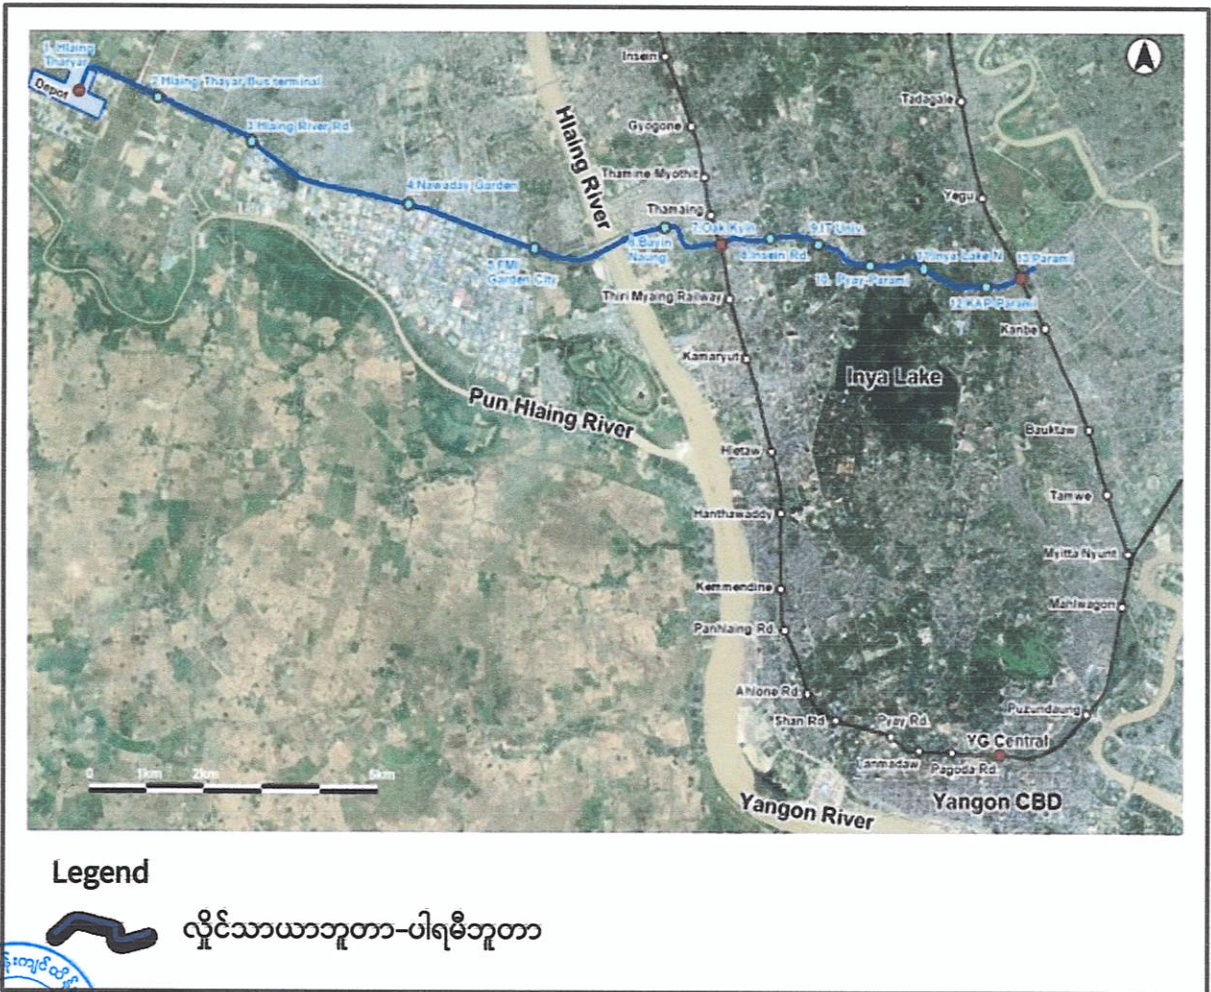 1. Hlaing
Tharyar
Depot
2 Hlaing Thayar Bus terminal
3 Hlaing River Rd.
4 Nawaday Garden
5 FMI
Garden City
6 Bayin
Naung
7 Oak Kyin
8 Insein Rd.
9 IT Univ.
10. Pyay-Parami
11 Inya Lake N
12 KAP-Parami
13 Parami
Insein
Gyogone
Thamine Myothit
Thamaing
Thiri Myaing Railway
Kamaryut
Hletaw
Hanthawaddy
Kemmendine
Panhlaing Rd.
Ahlone Rd.
Shan Rd.
Pyay Rd.
Lanmadaw
Pagoda Rd.
YG Central
Yangon CBD
Puzundaung
Mahlwagon
Myitta Nyunt
Tamwe
Bauktaw
Kanbe
Yegu
Tadagale
Hlaing River
Pun Hlaing River
Inya Lake
Yangon River
0 1km 2km 5km
Legend
လှိုင်သာယာဘူတာ-ပါရမီဘူတာ